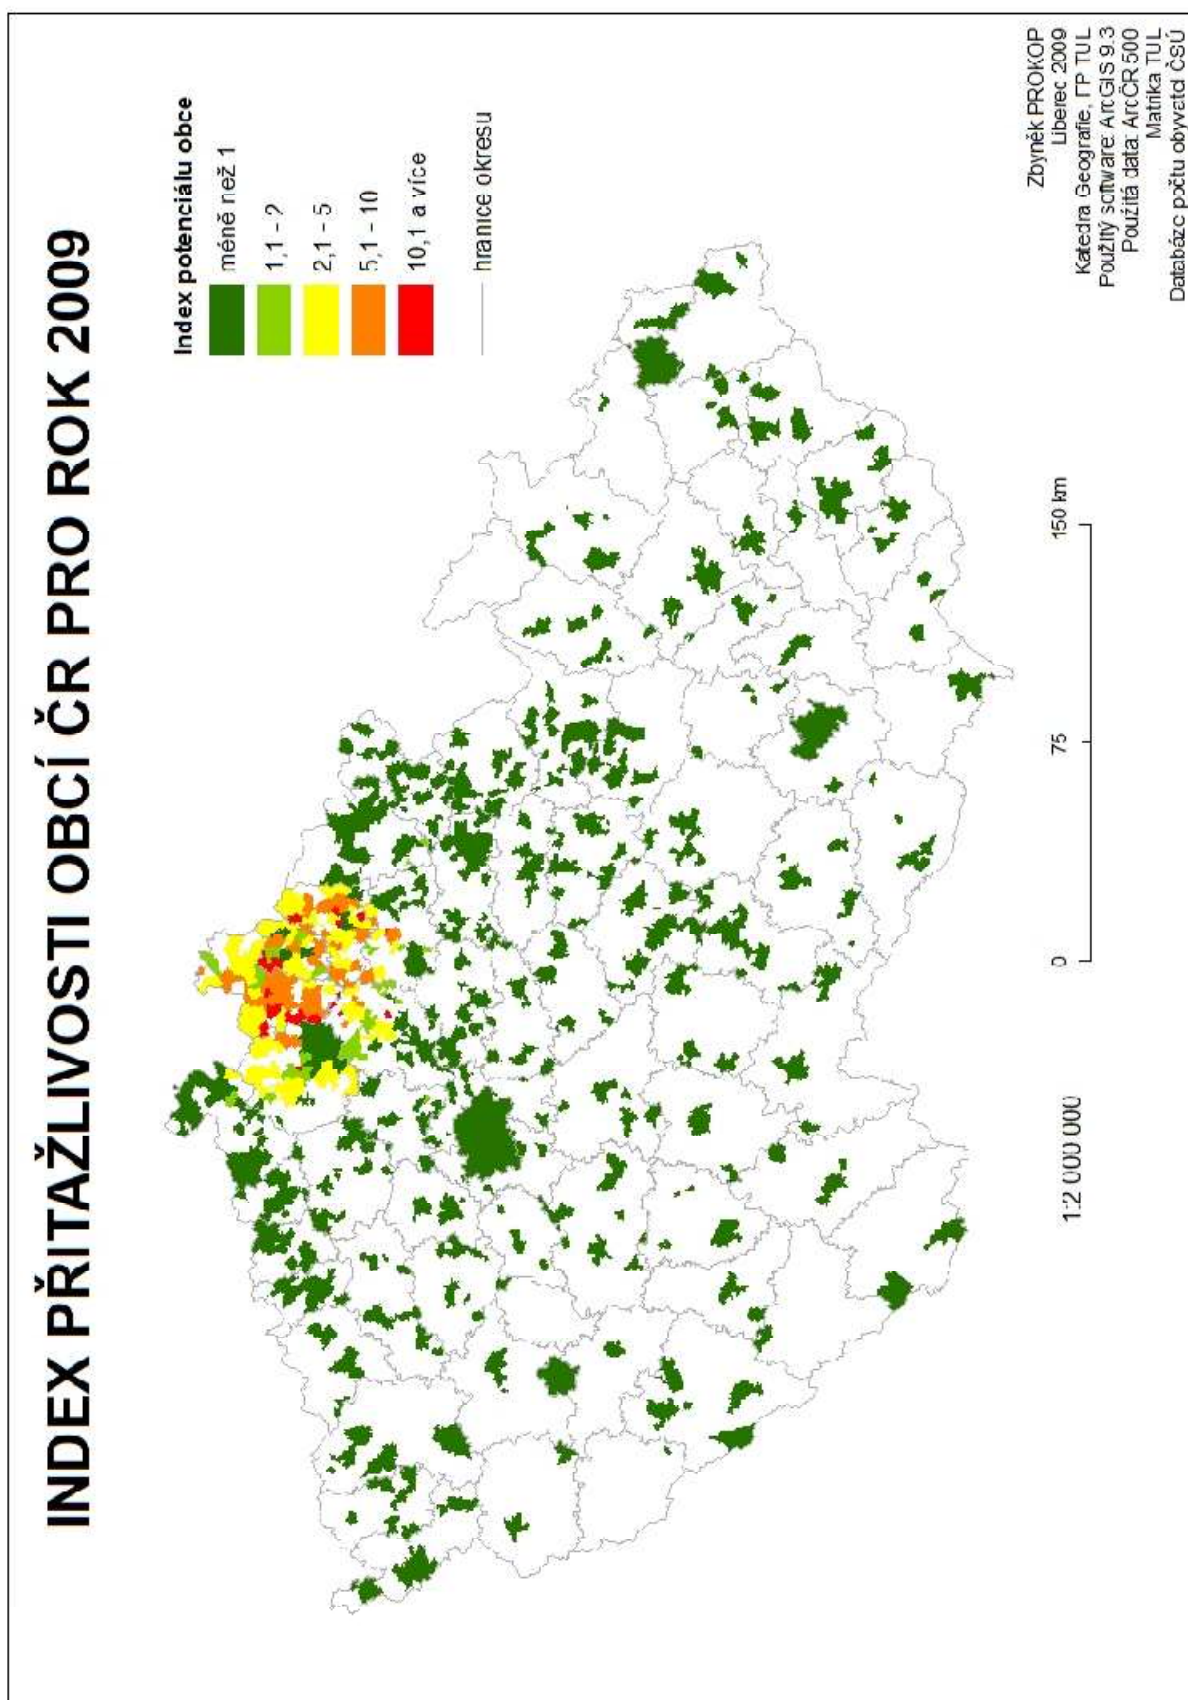 INDEX PŘITAŽLIVOSTI OBCÍ ČR PRO ROK 2009
Index potenciálu obce
méně než 1
1,1 - 2
2,1 - 5
5,1 - 10
10,1 a více
hranice okresu
1:2 000 000
0
75
150 km
Zbyněk PROKOP
Liberec 2009
Katedra Geografie, FP TUL
Použitý software: ArcGIS 9.3
Použitá data: ArcČR 500
Matrika TUL
Databáze počtu obyvatel ČSÚ